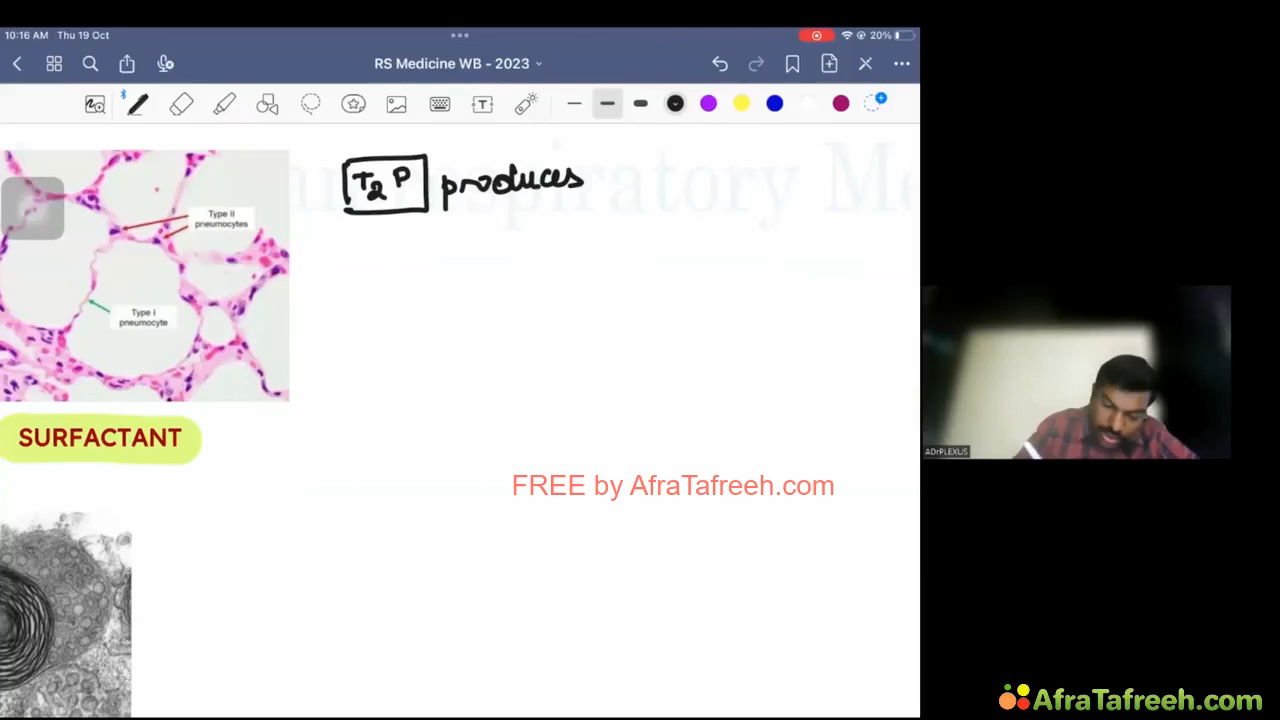 10:16 AM Thu 19 Oct
20%
RS Medicine WB - 2023
T2 P produces
Type II
pneumocytes
Type I
pneumocyte
SURFACTANT
FREE by AfraTafreeh.com
ADrPLEXUS
AfraTafreeh.com